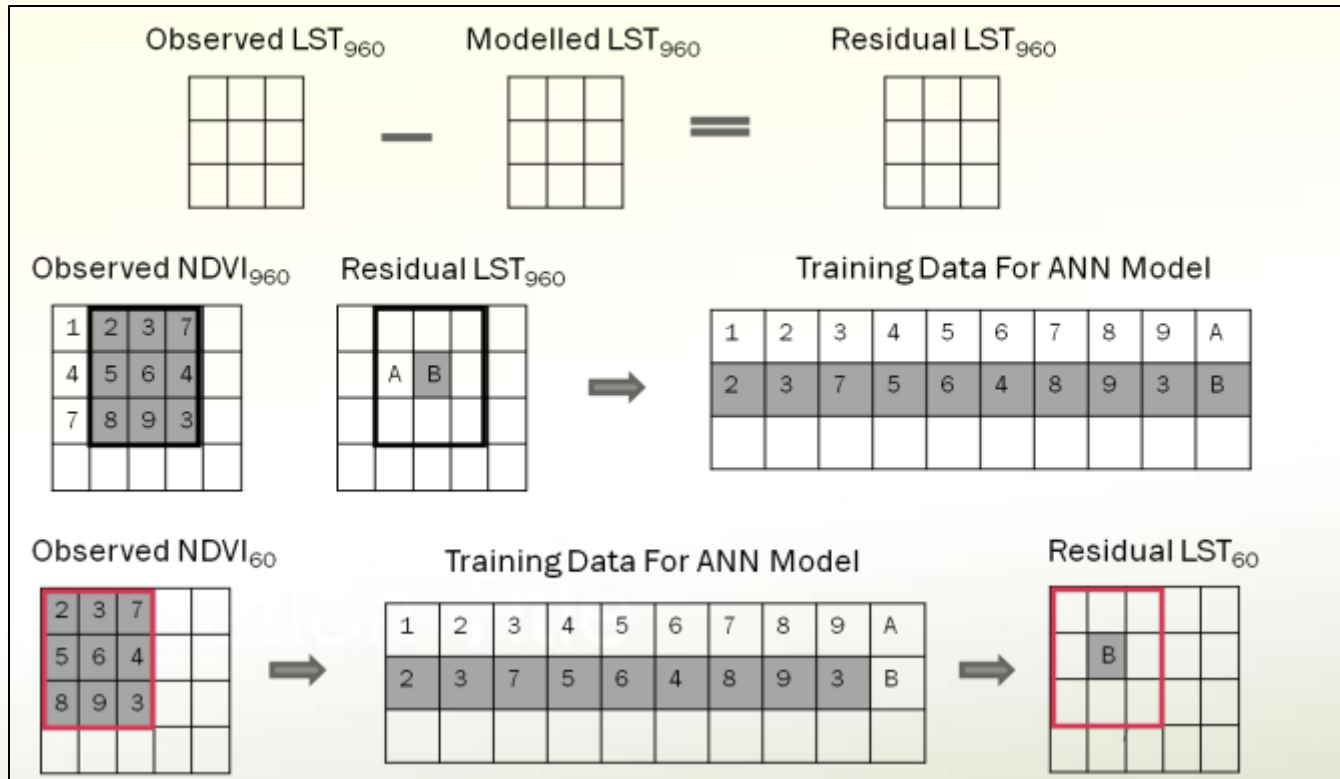 Observed LST960 Modelled LST960 Residual LST960
Observed NDVI960 Residual LST960 Training Data For ANN Model
1 2 3 7
4 5 6 4
7 8 9 3
A B
1 2 3 4 5 6 7 8 9 A
2 3 7 5 6 4 8 9 3 B
Observed NDVI60 Training Data For ANN Model Residual LST60
2 3 7
5 6 4
8 9 3
1 2 3 4 5 6 7 8 9 A
2 3 7 5 6 4 8 9 3 B
B